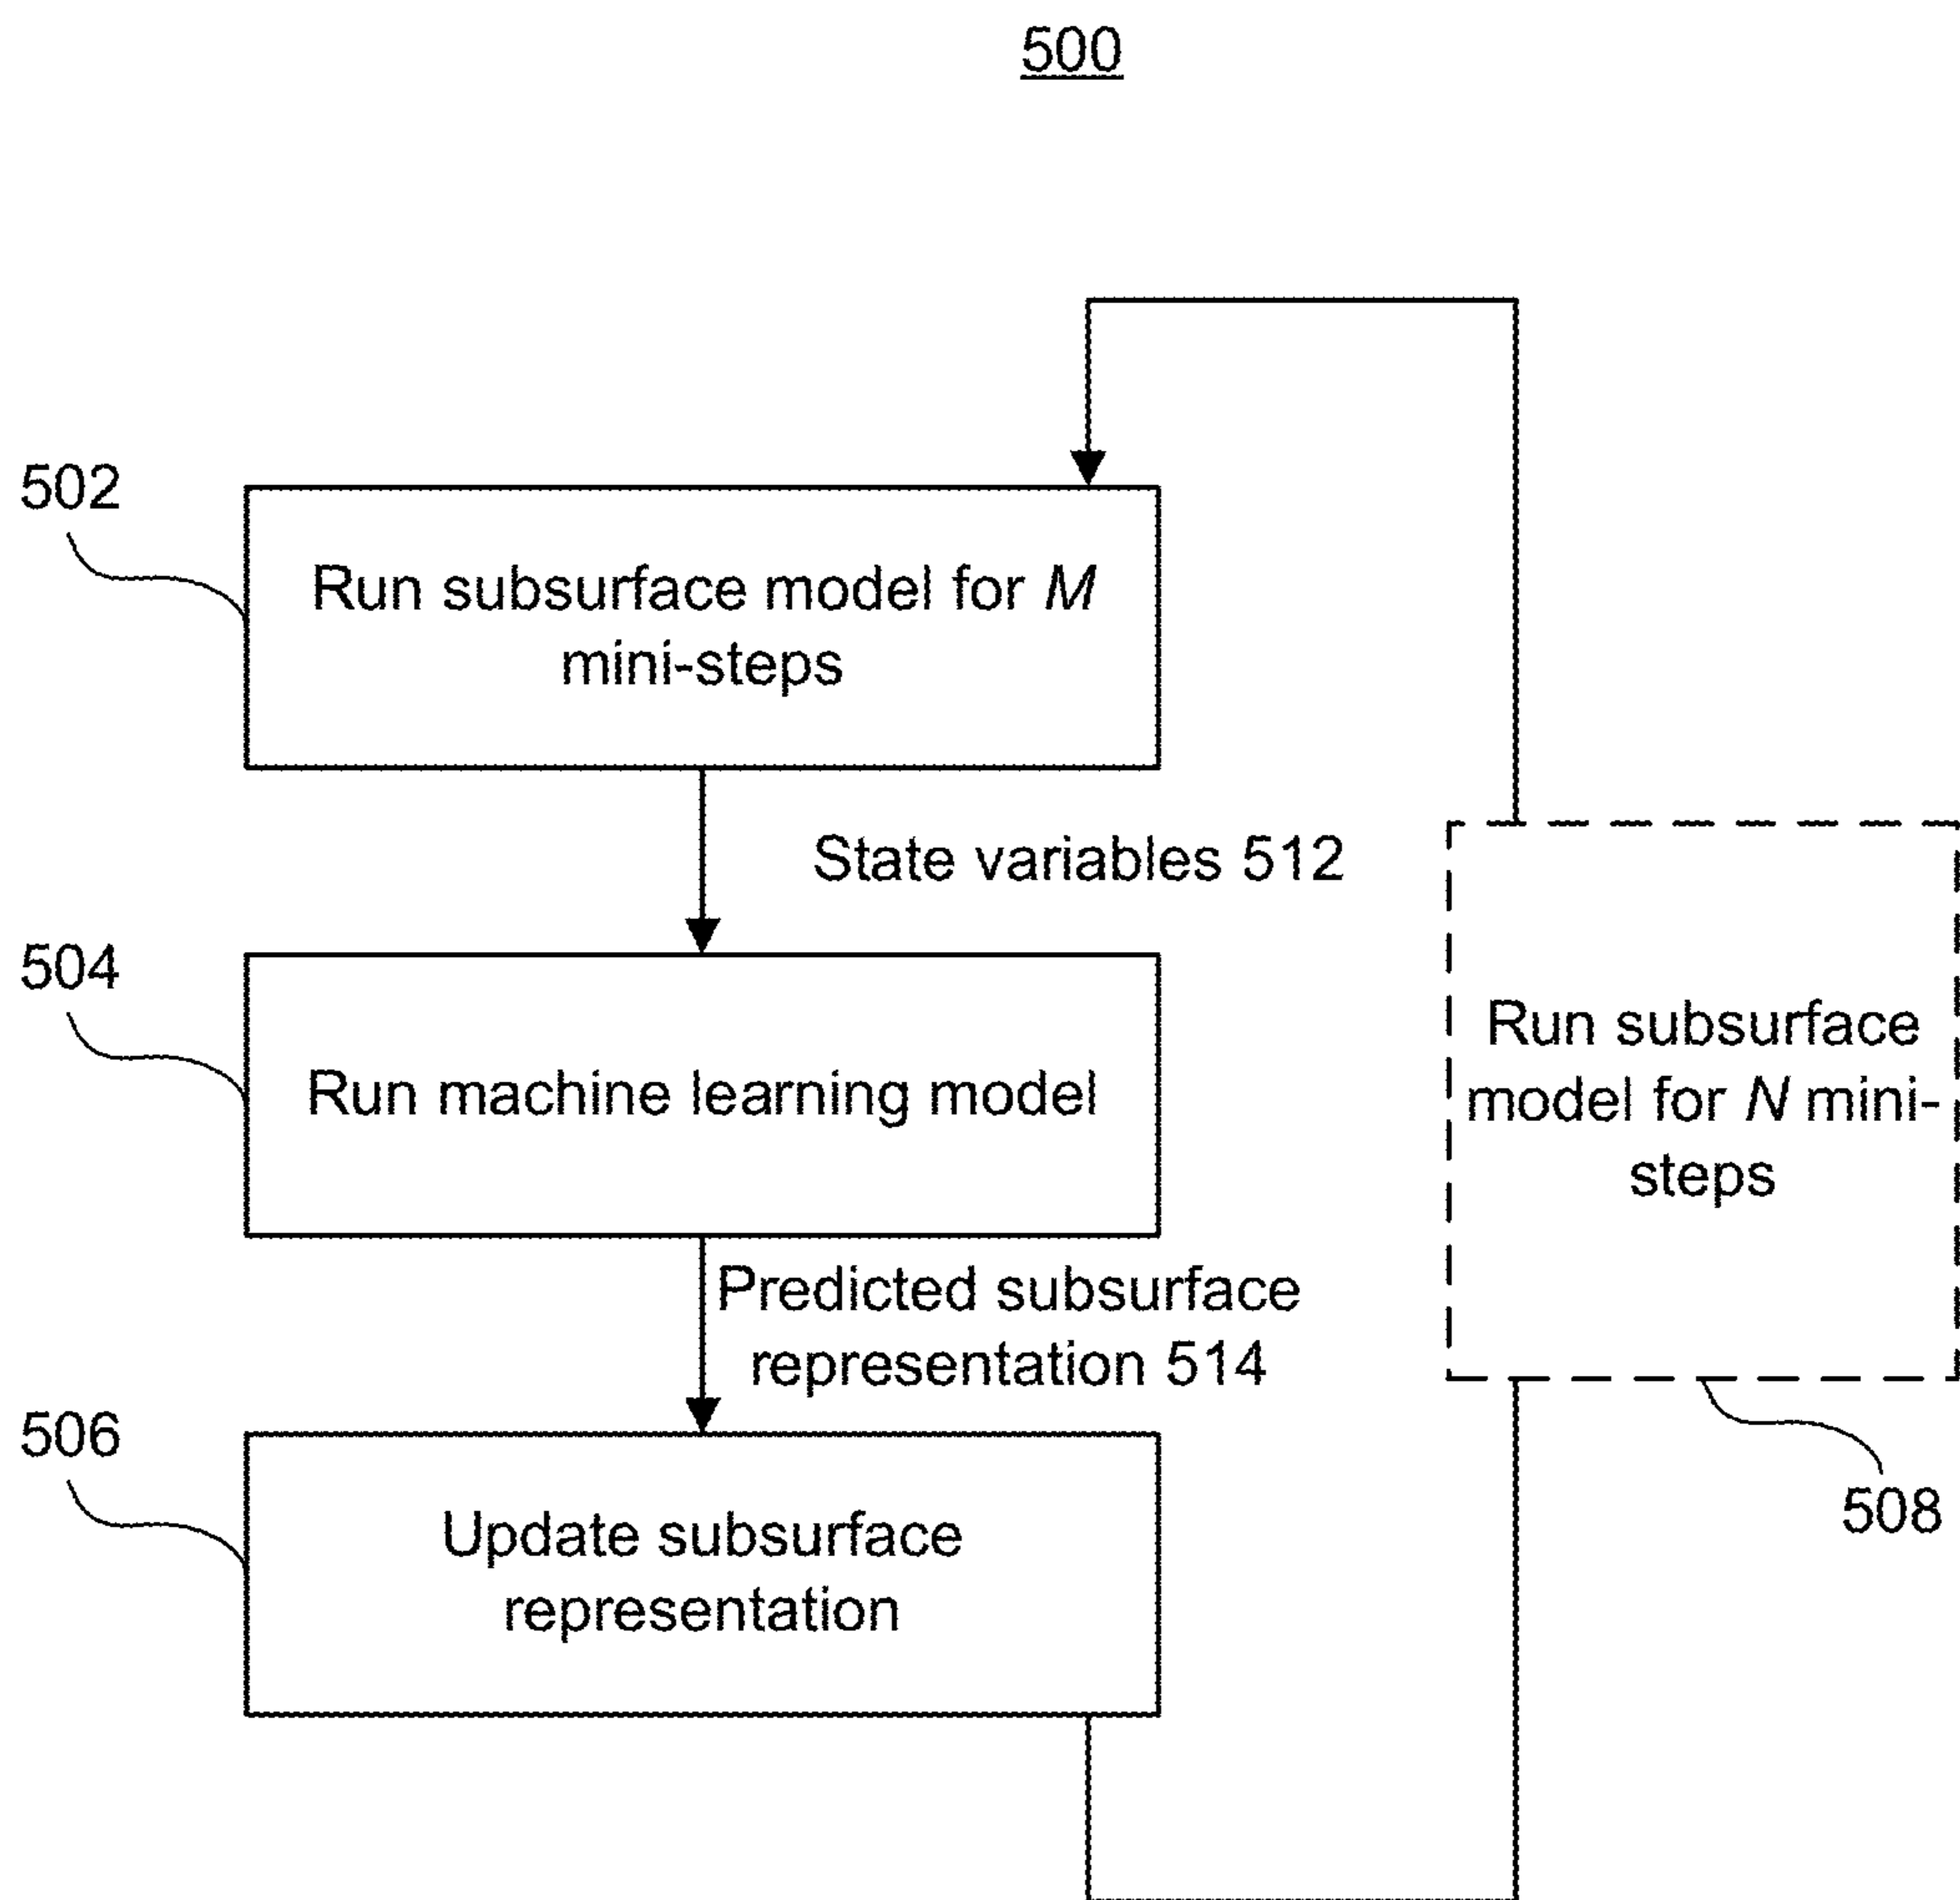 500
502
Run subsurface model for M
mini-steps
State variables 512
504
Run machine learning model
Run subsurface
model for N mini-
steps
Predicted subsurface
representation 514
506
Update subsurface
representation
508